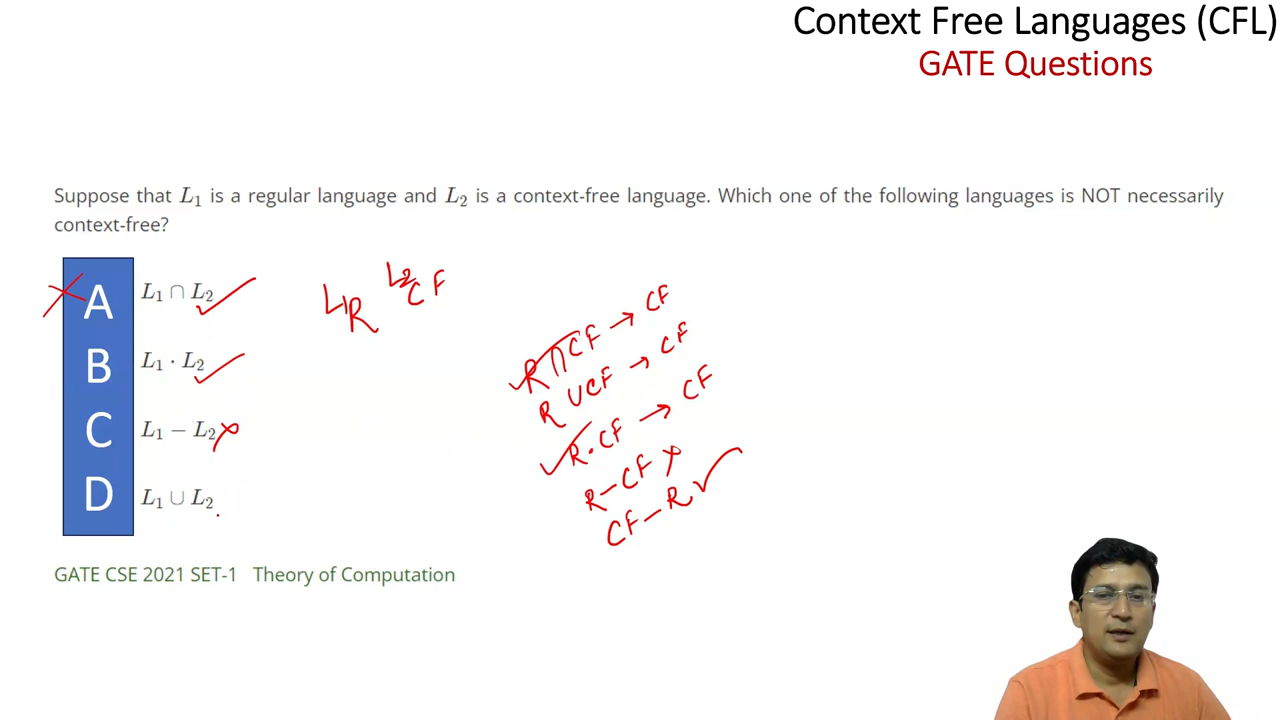 Context Free Languages (CFL)
GATE Questions
Suppose that L₁ is a regular language and L₂ is a context-free language. Which one of the following languages is NOT necessarily
context-free?
A L₁ ∩ L₂
B L₁ · L₂
C L₁ − L₂
D L₁ ∪ L₂
L1 R
L2 CF
R ∩ CF → CF
R ∪ CF → CF
R . CF → CF
R − CF ×
CF − R ✓
GATE CSE 2021 SET-1 Theory of Computation